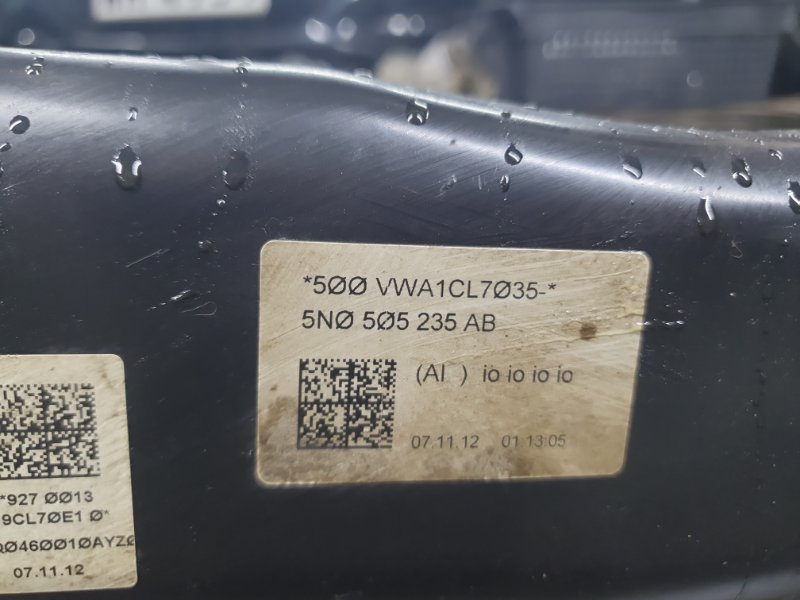 *5ØØ VWA1CL7Ø35-*
5NØ 5Ø5 235 AB
(AI ) io io io io
07.11.12 01:13:05
*927 ØØ13
9CL7ØE1 Ø*
Ø46ØØ1ØAYZØ
07.11.12